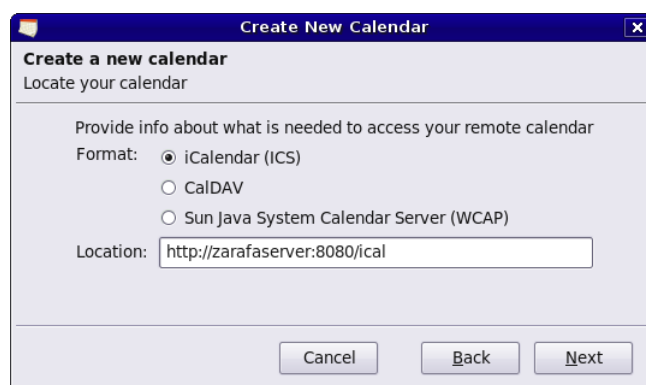 Create New Calendar
Create a new calendar
Locate your calendar
Provide info about what is needed to access your remote calendar
Format: iCalendar (ICS)
CalDAV
Sun Java System Calendar Server (WCAP)
Location: http://zarafaserver:8080/ical
Cancel Back Next